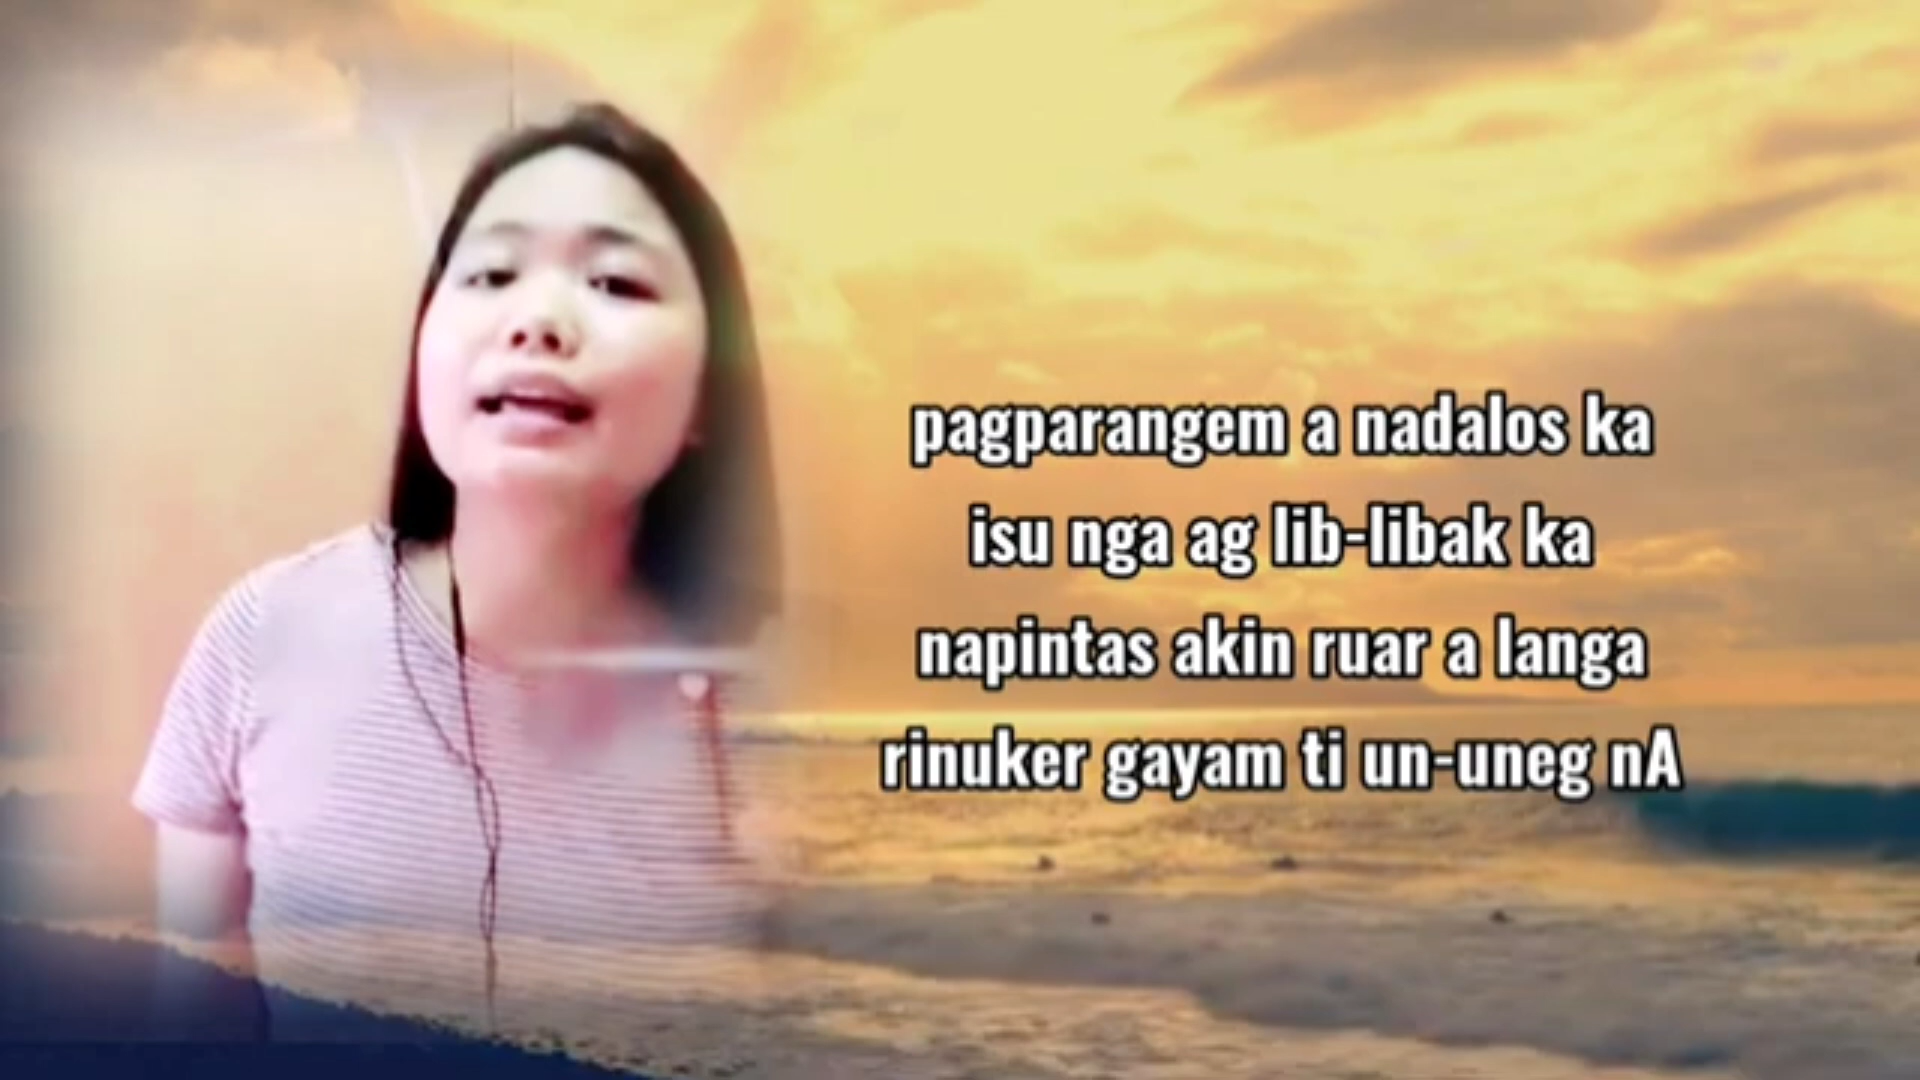 pagparangem a nadalos ka
isu nga ag lib-libak ka
napintas akin ruar a langa
rinuker gayam ti un-uneg nA